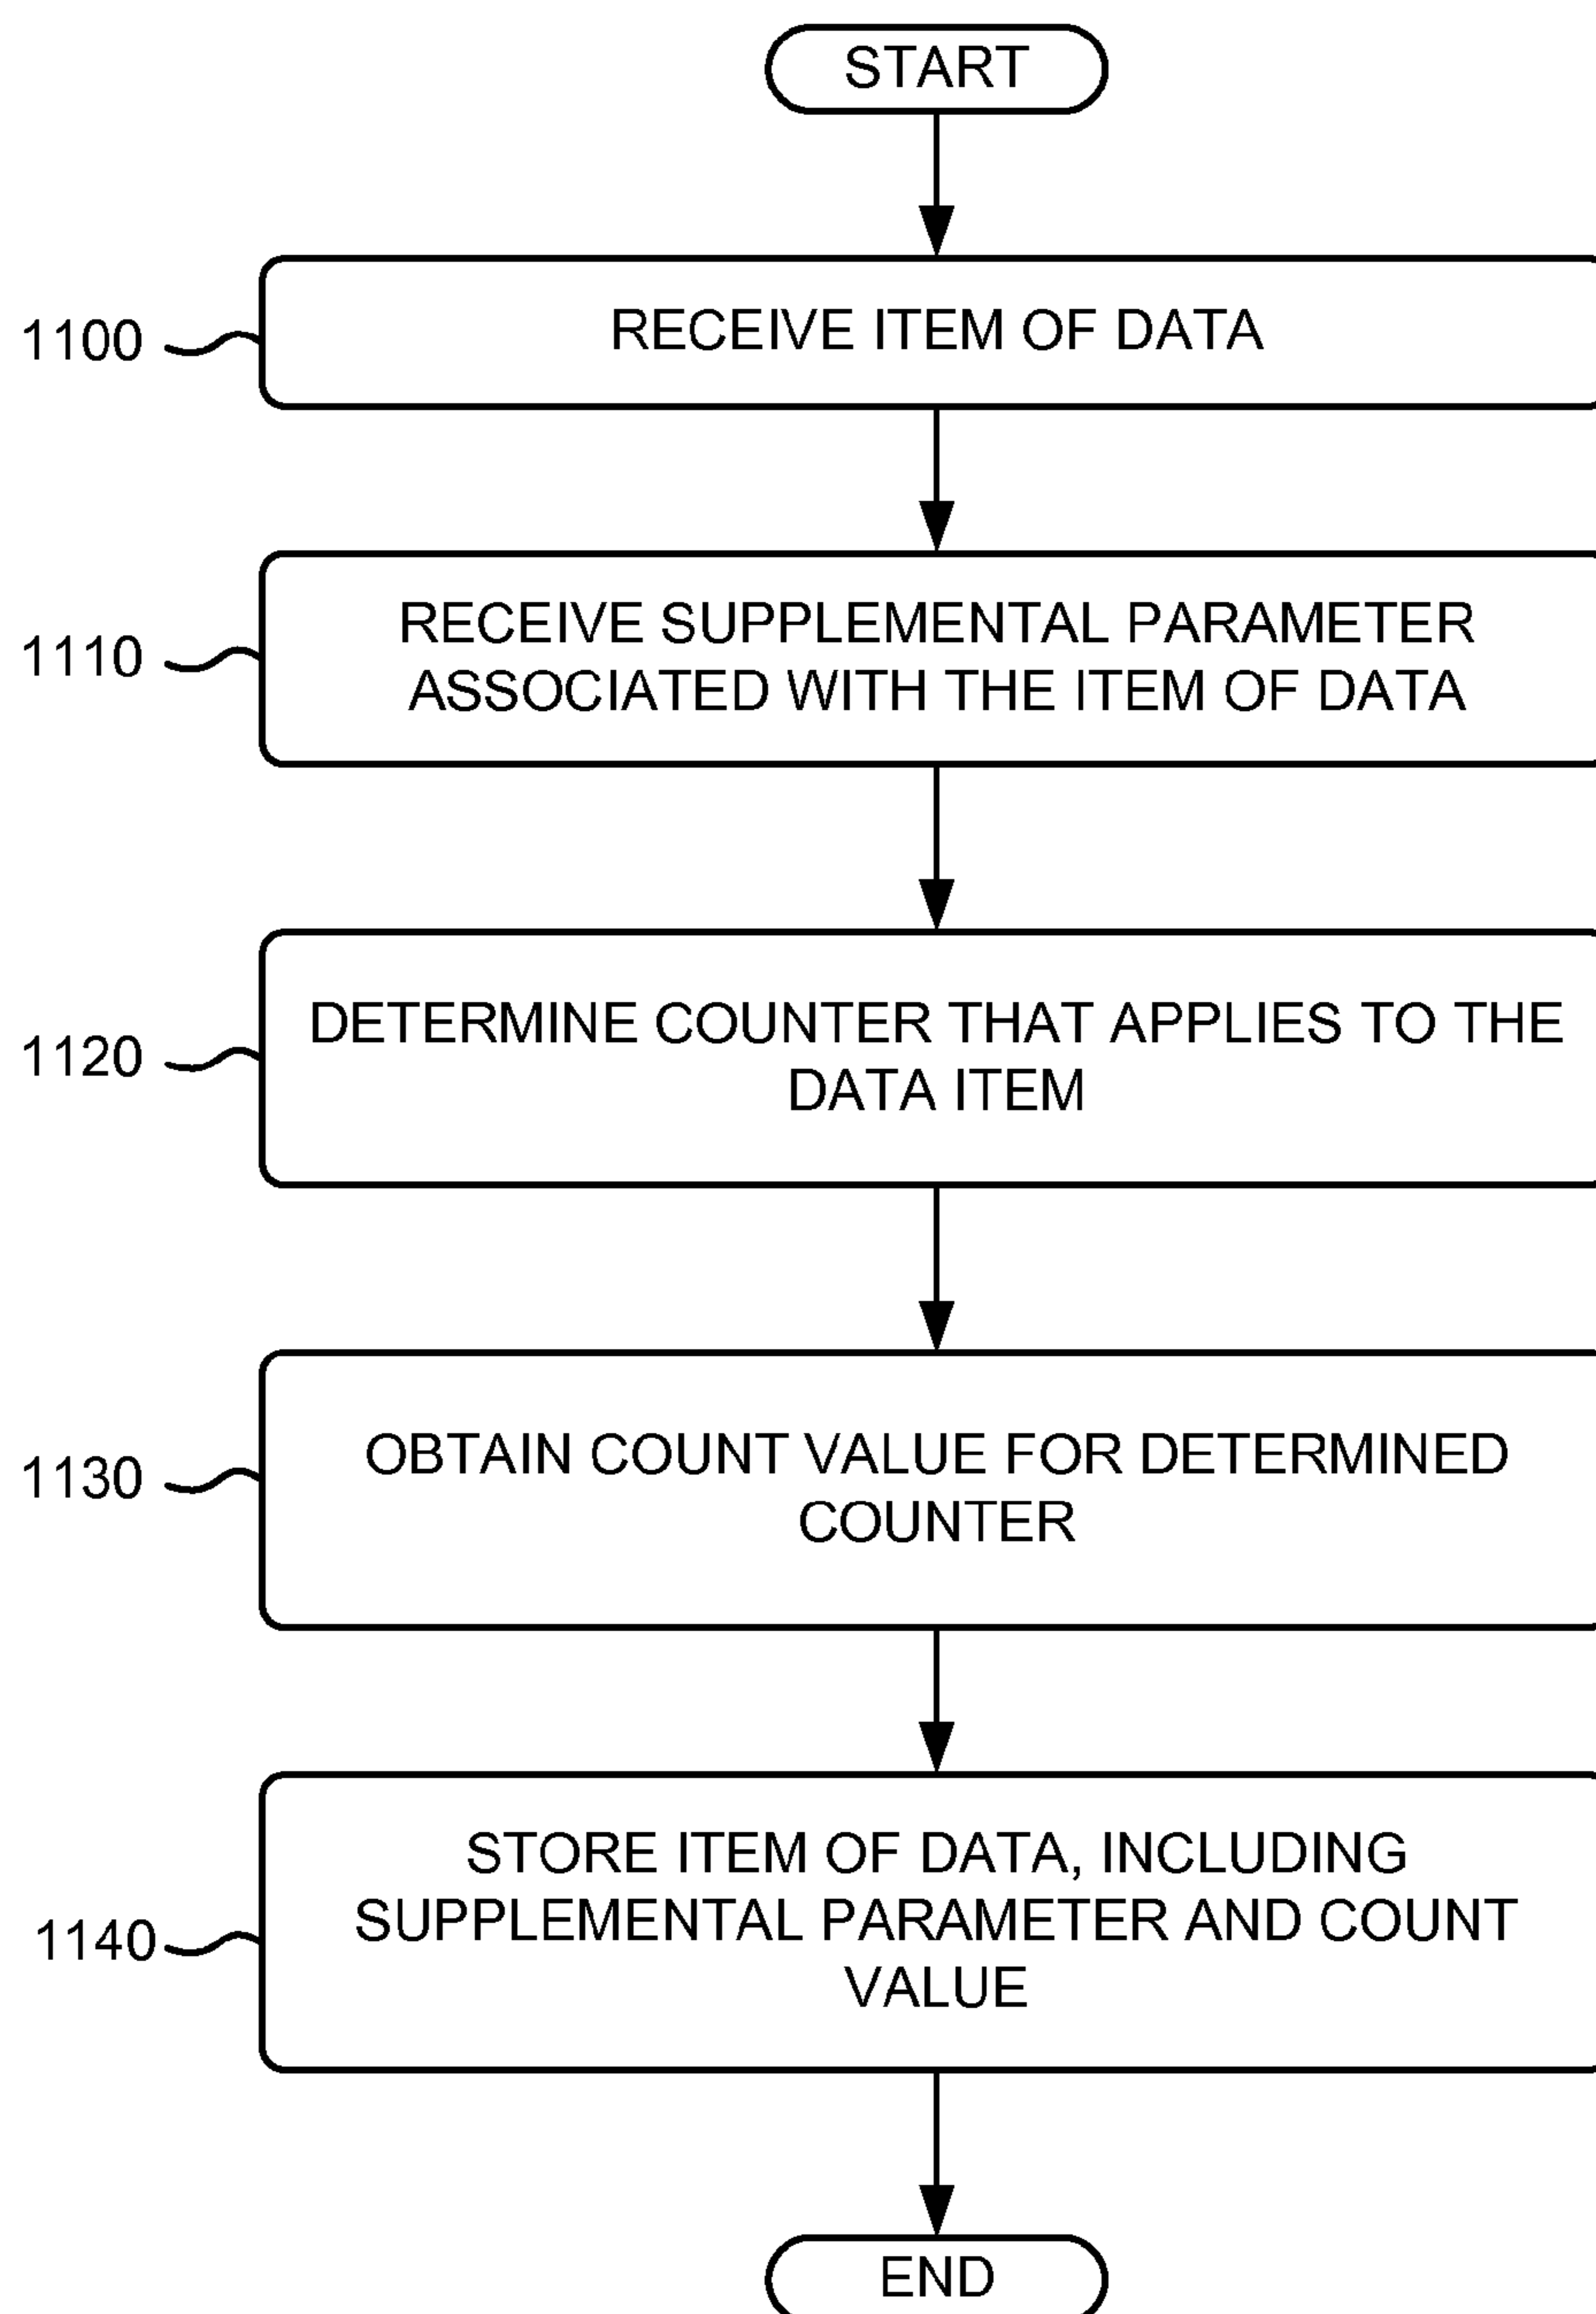 START
1100
RECEIVE ITEM OF DATA
1110
RECEIVE SUPPLEMENTAL PARAMETER
ASSOCIATED WITH THE ITEM OF DATA
1120
DETERMINE COUNTER THAT APPLIES TO THE
DATA ITEM
1130
OBTAIN COUNT VALUE FOR DETERMINED
COUNTER
1140
STORE ITEM OF DATA, INCLUDING
SUPPLEMENTAL PARAMETER AND COUNT
VALUE
END